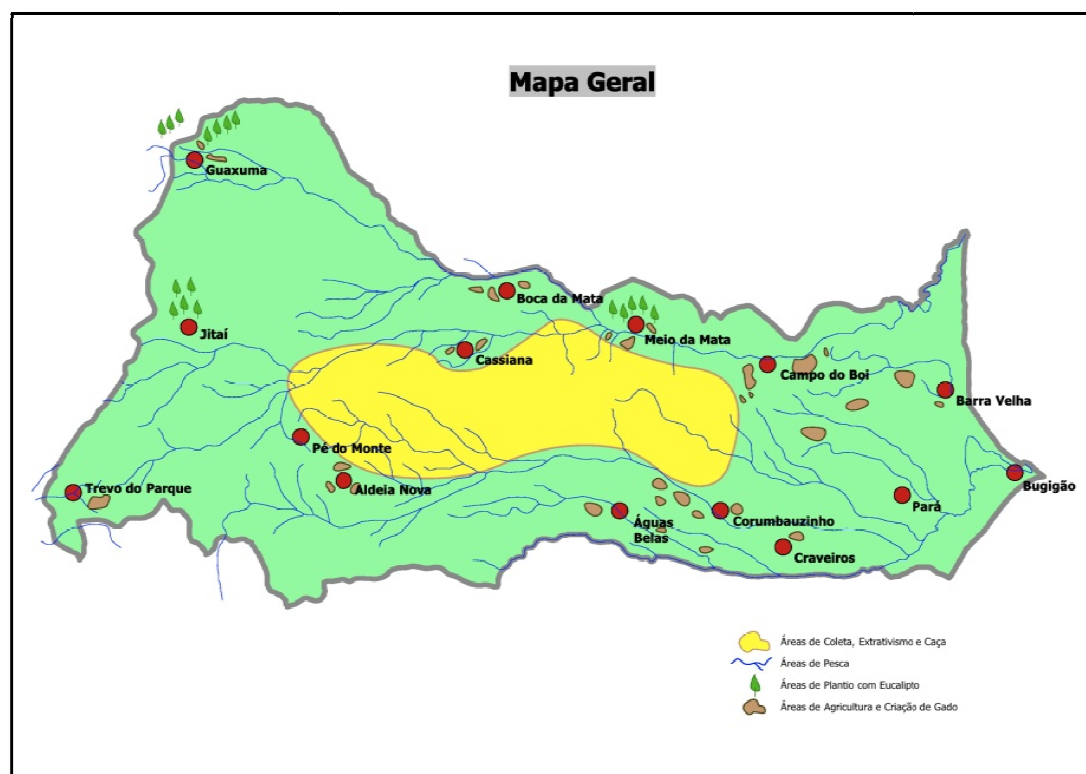 Mapa Geral
Guaxuma
Boca da Mata
Jitaí
Meio da Mata
Cassiana
Campo do Boi
Barra Velha
Pé do Monte
Aldeia Nova
Trevo do Parque
Bugigão
Pará
Águas
Belas
Corumbauzinho
Craveiros
Áreas de Coleta, Extrativismo e Caça
Áreas de Pesca
Áreas de Plantio com Eucalipto
Áreas de Agricultura e Criação de Gado